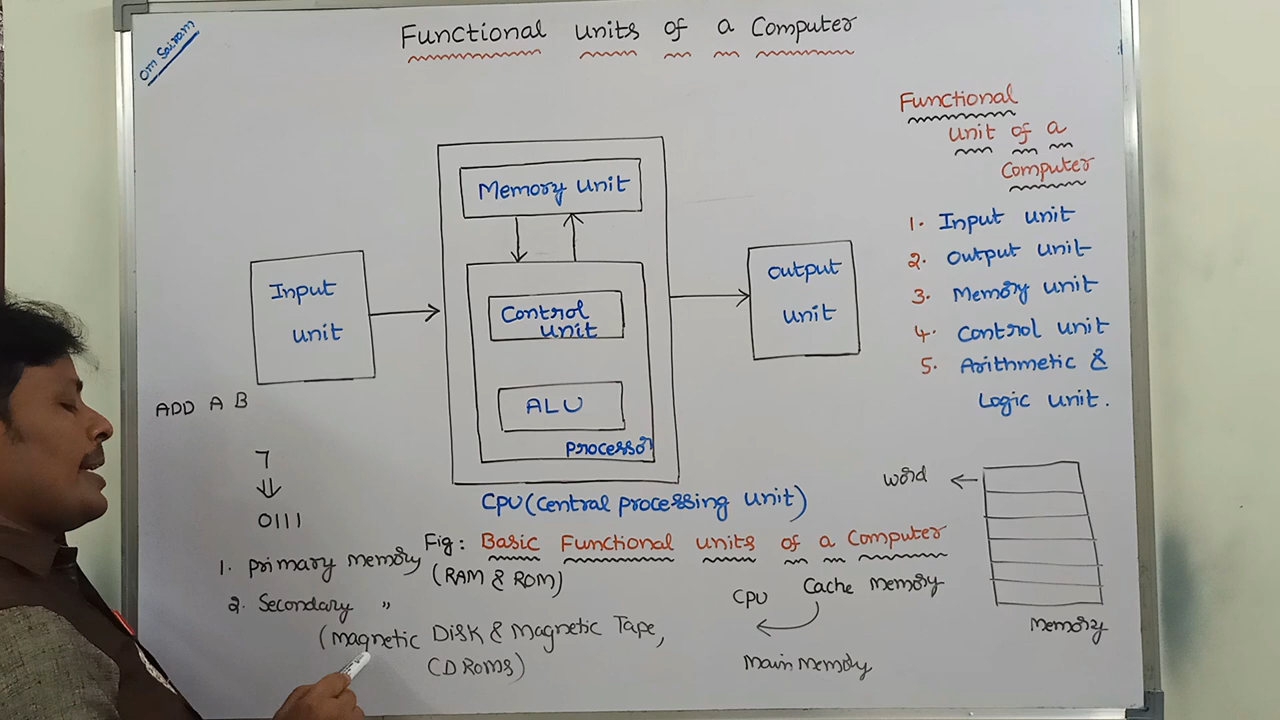 Om Sairam
Functional units of a Computer
Functional
unit of a
Computer
1. Input unit
2. Output unit
3. Memory unit
4. Control unit
5. Arithmetic &
Logic unit.
Memory unit
Input
unit
Control
unit
ALU
processor
output
unit
CPU (central processing unit)
Fig: Basic Functional units of a Computer
ADD A B
7
0111
1. primary memory
(RAM & ROM)
2. Secondary "
(Magnetic Disk & Magnetic Tape,
CD ROMS)
CPU
Cache Memory
Main Memory
word
Memory